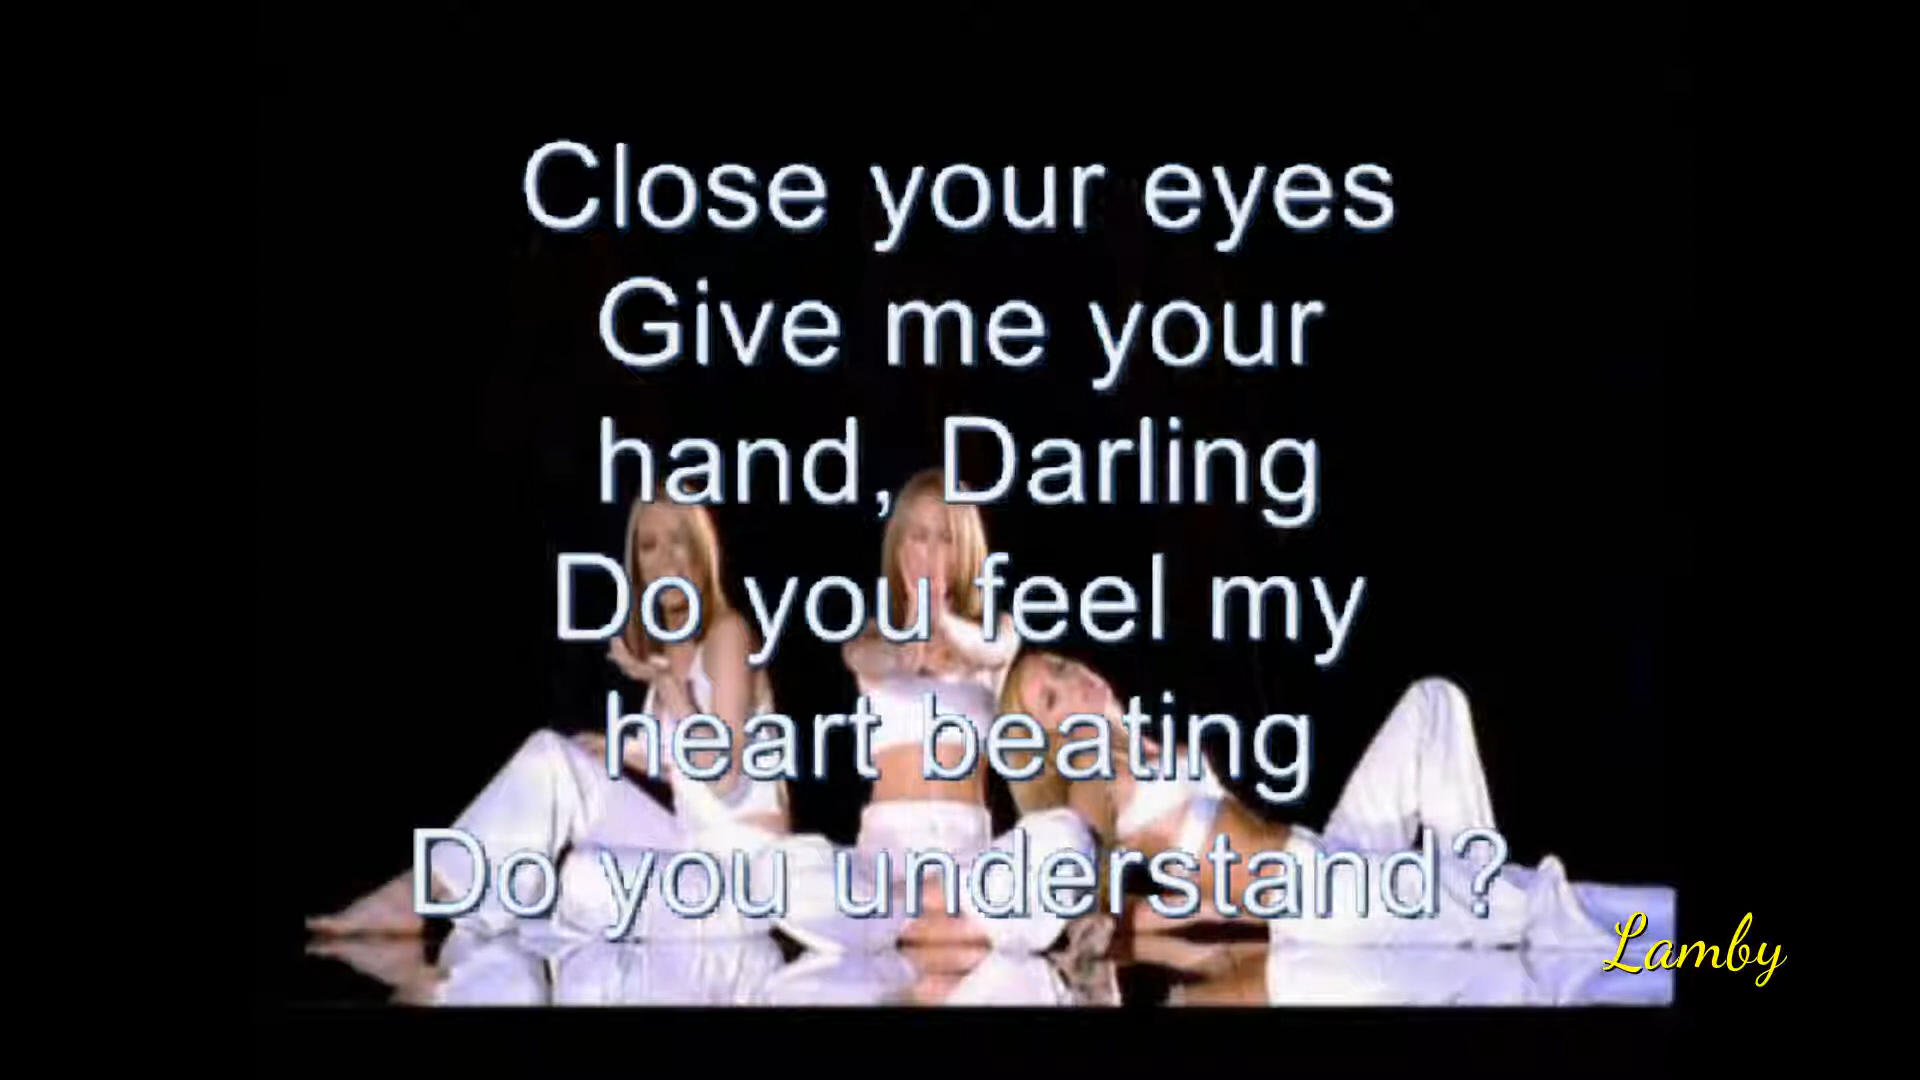 Close your eyes
Give me your
hand, Darling
Do you feel my
heart beating
Do you understand?
Lamby